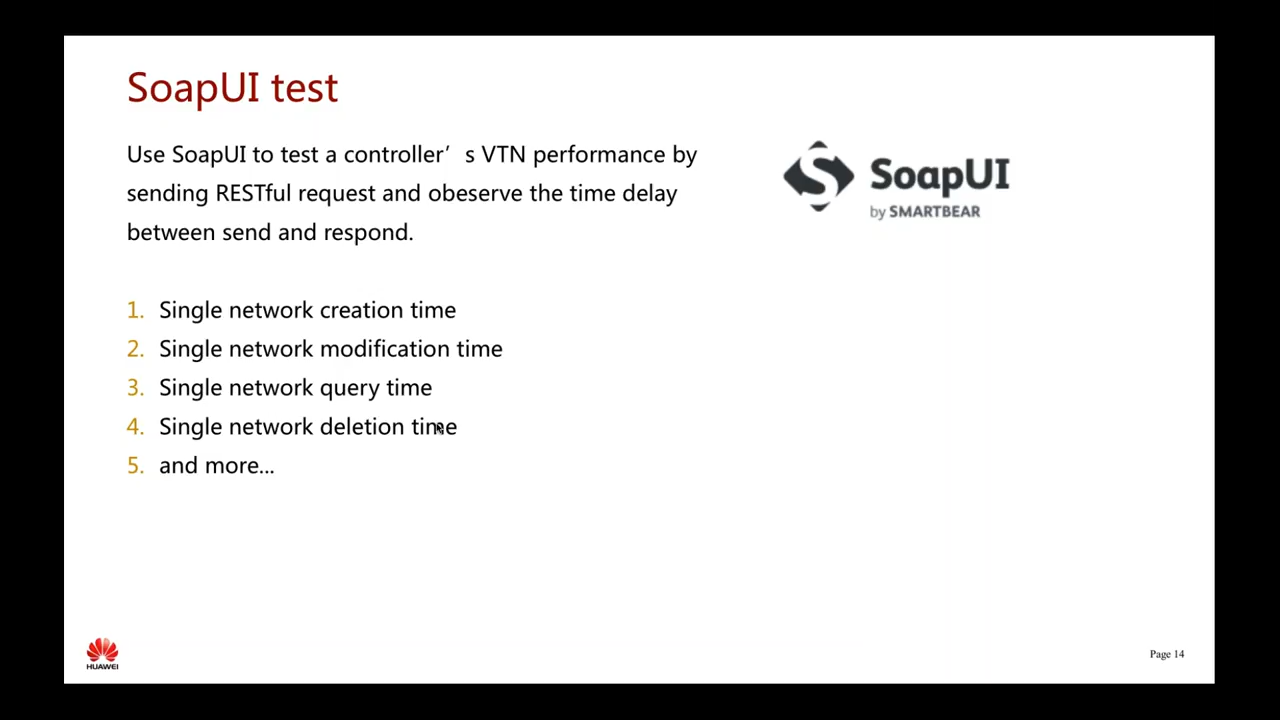 SoapUI test
Use SoapUI to test a controller’s VTN performance by
sending RESTful request and obeserve the time delay
between send and respond.
SoapUI
by SMARTBEAR
1. Single network creation time
2. Single network modification time
3. Single network query time
4. Single network deletion time
5. and more...
HUAWEI
Page 14